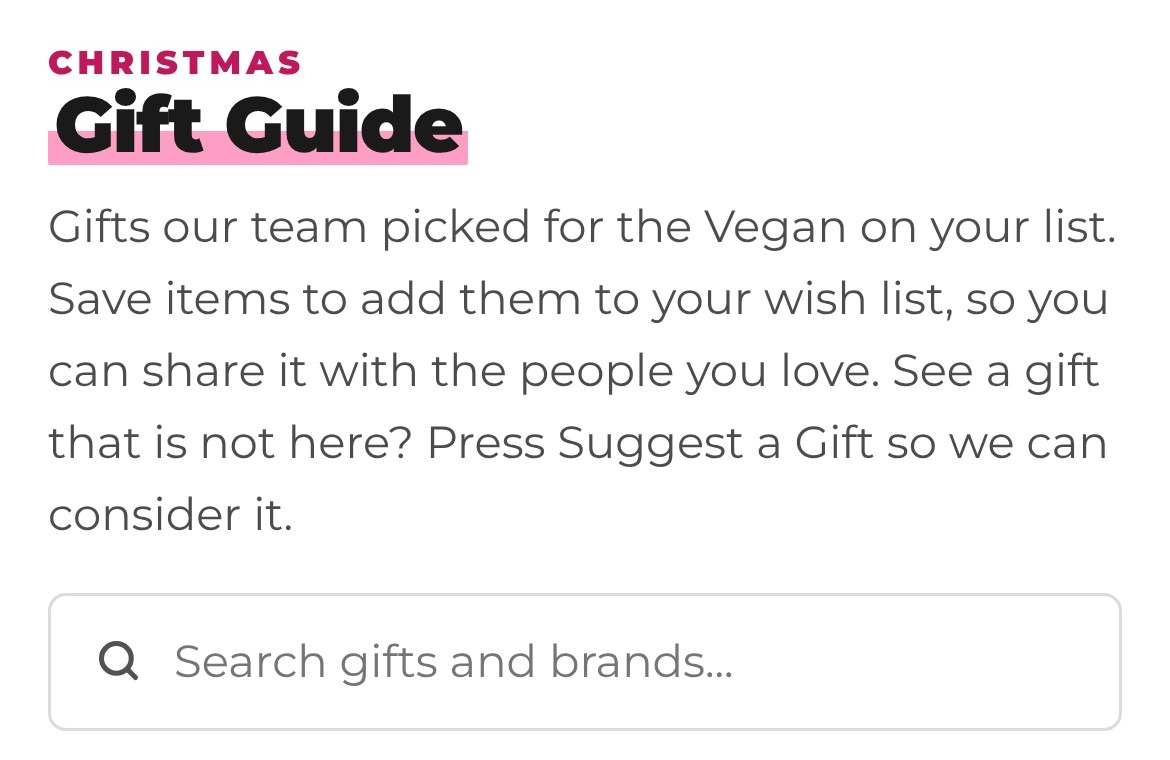 CHRISTMAS
Gift Guide
Gifts our team picked for the Vegan on your list.
Save items to add them to your wish list, so you
can share it with the people you love. See a gift
that is not here? Press Suggest a Gift so we can
consider it.
Search gifts and brands...